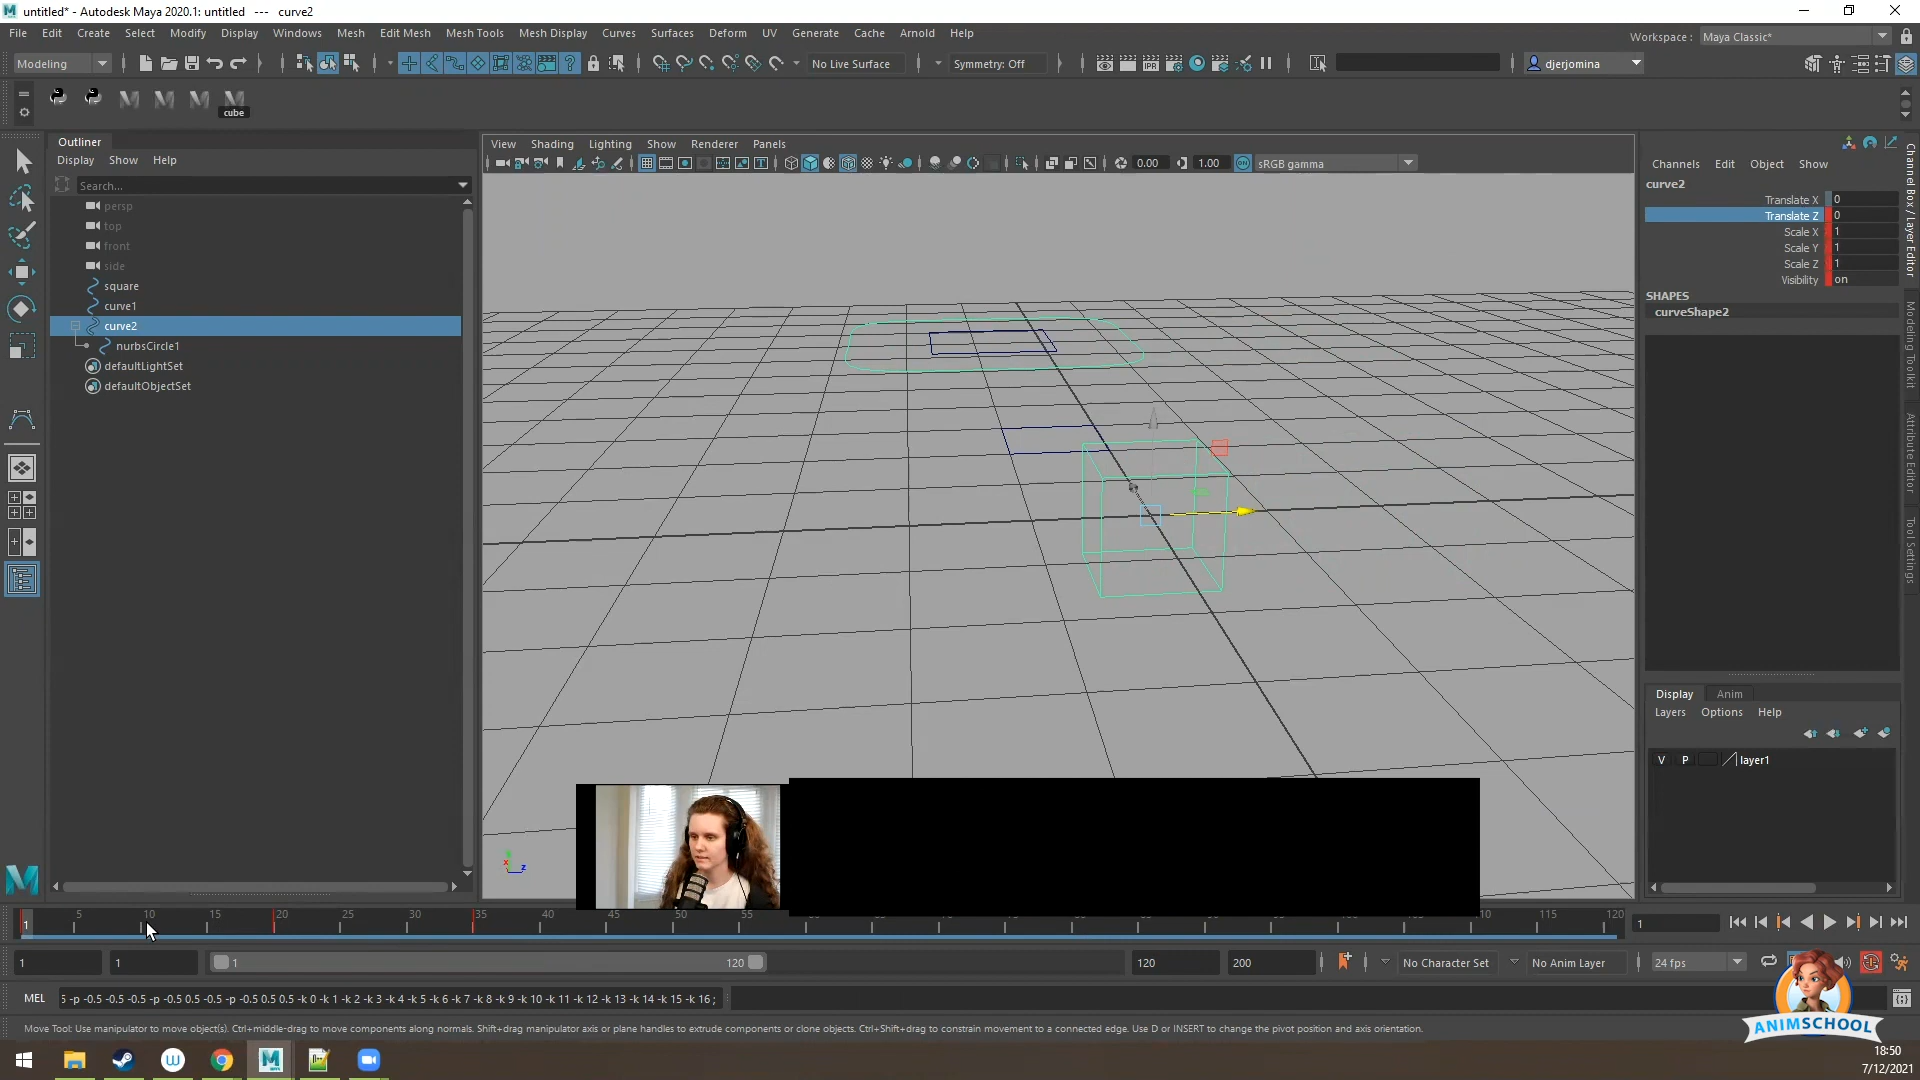 untitled* - Autodesk Maya 2020.1: untitled   ---   curve2
File Edit Create Select Modify Display Windows Mesh Edit Mesh Mesh Tools Mesh Display Curves Surfaces Deform UV Generate Cache Arnold Help
Workspace : Maya Classic*
Modeling No Live Surface Symmetry: Off djerjomina
cube
Outliner
Display Show Help
Search...
persp
top
front
side
square
curve1
curve2
nurbsCircle1
defaultLightSet
defaultObjectSet
View Shading Lighting Show Renderer Panels
0.00 1.00 sRGB gamma
Channels Edit Object Show
curve2
Translate X 0
Translate Z 0
Scale X 1
Scale Y 1
Scale Z 1
Visibility on
SHAPES
curveShape2
Channel Box / Layer Editor
Modeling Toolkit
Attribute Editor
Tool Settings
Display Anim
Layers Options Help
V P layer1
1 5 10 15 20 25 30 35 40 45 50 55 110 115 120
1
1 1 1 120 120 200 No Character Set No Anim Layer 24 fps
MEL 5 -p -0.5 -0.5 -0.5 -p -0.5 0.5 -0.5 -p -0.5 0.5 0.5 -k 0 -k 1 -k 2 -k 3 -k 4 -k 5 -k 6 -k 7 -k 8 -k 9 -k 10 -k 11 -k 12 -k 13 -k 14 -k 15 -k 16 ;
Move Tool: Use manipulator to move object(s). Ctrl+middle-drag to move components along normals. Shift+drag manipulator axis or plane handles to extrude components or clone objects. Ctrl+Shift+drag to constrain movement to a connected edge. Use D or INSERT to change the pivot position and axis orientation.
ANIMSCHOOL
18:50
7/12/2021